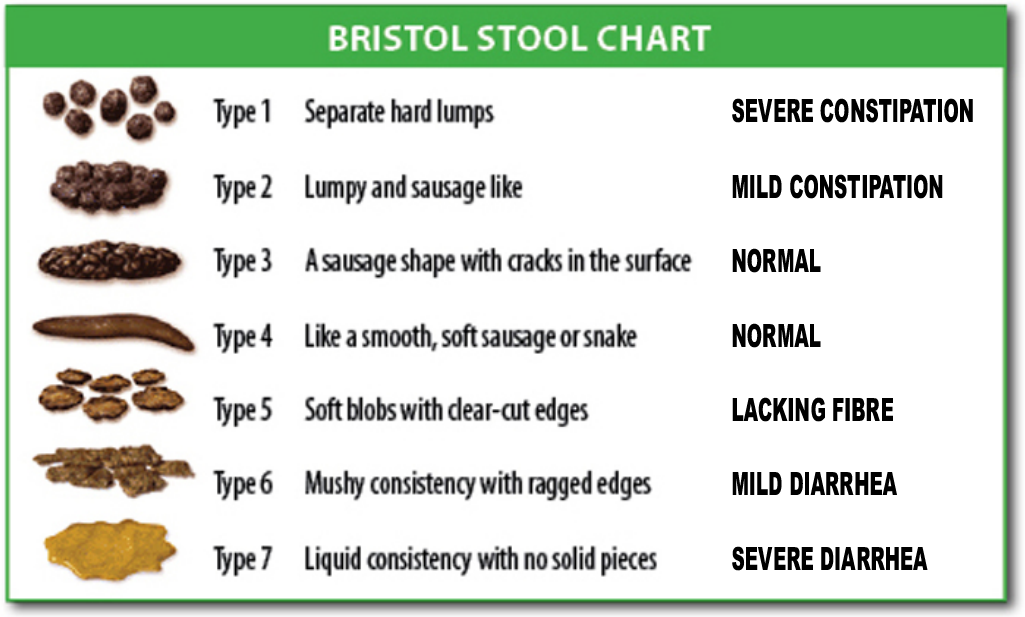 BRISTOL STOOL CHART
Type 1 Separate hard lumps SEVERE CONSTIPATION
Type 2 Lumpy and sausage like MILD CONSTIPATION
Type 3 A sausage shape with cracks in the surface NORMAL
Type 4 Like a smooth, soft sausage or snake NORMAL
Type 5 Soft blobs with clear-cut edges LACKING FIBRE
Type 6 Mushy consistency with ragged edges MILD DIARRHEA
Type 7 Liquid consistency with no solid pieces SEVERE DIARRHEA